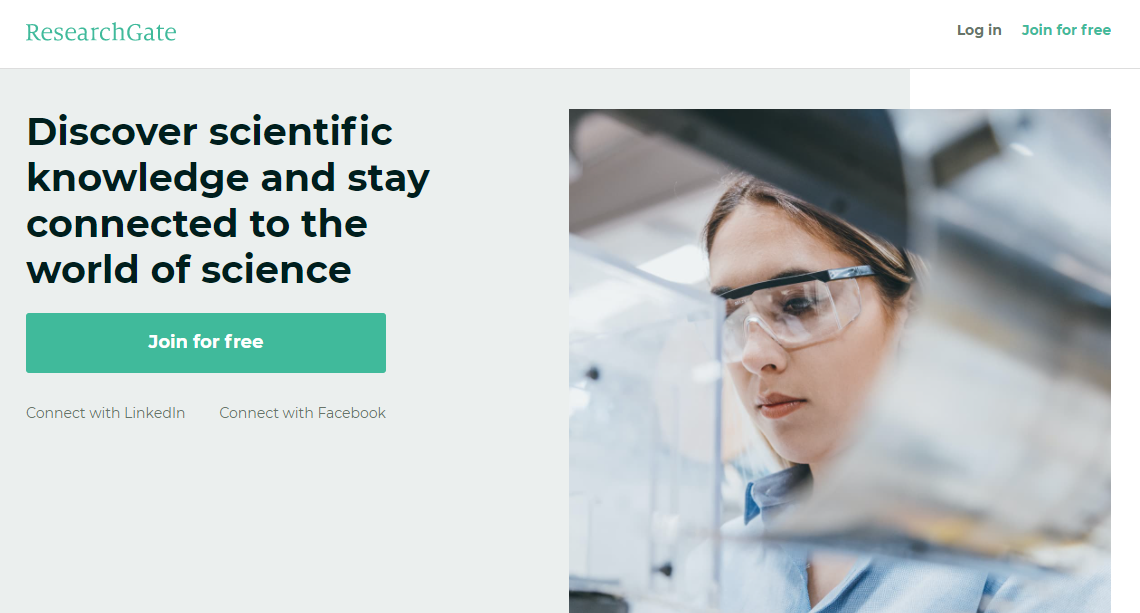 ResearchGate
Log in
Join for free
Discover scientific
knowledge and stay
connected to the
world of science
Join for free
Connect with LinkedIn
Connect with Facebook